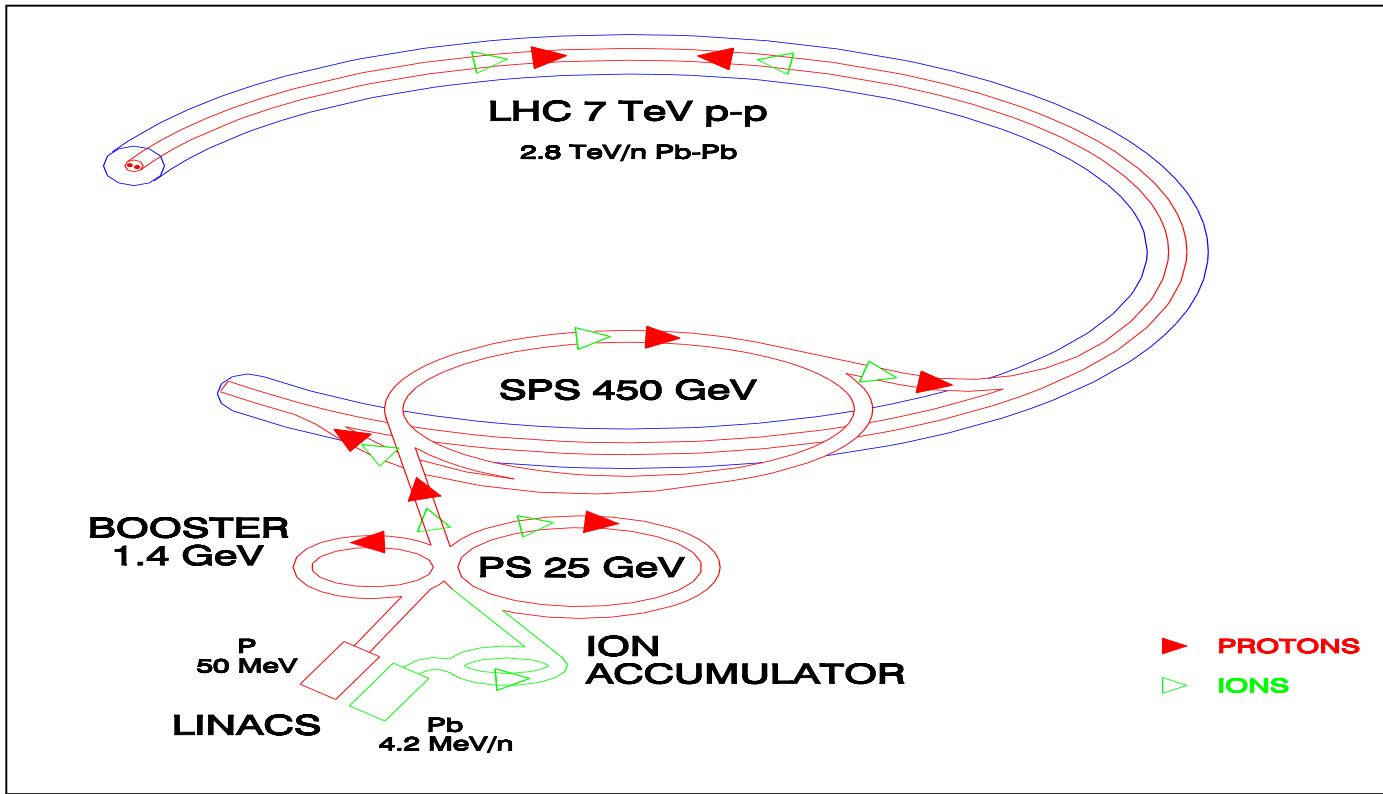 LHC 7 TeV p-p
2.8 TeV/n Pb-Pb
SPS 450 GeV
BOOSTER
1.4 GeV
PS 25 GeV
P
50 MeV
ION
ACCUMULATOR
LINACS
Pb
4.2 MeV/n
PROTONS
IONS